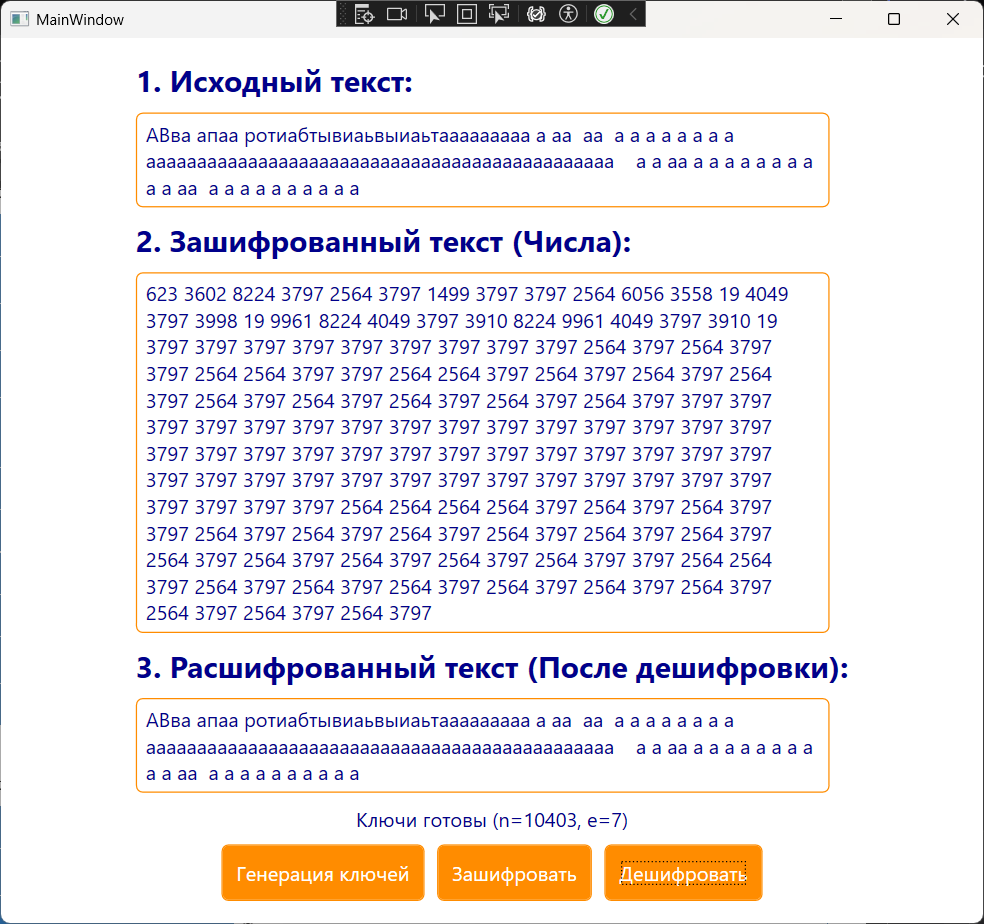 MainWindow
1. Исходный текст:
АВва апаа ротиабтывиаьвыиаьтааааааааа а аа  аа  а а а а а а а а
аааааааааааааааааааааааааааааааааааааааааааааа    а а аа а а а а а а а а
а а аа  а а а а а а а а а а
2. Зашифрованный текст (Числа):
623 3602 8224 3797 2564 3797 1499 3797 3797 2564 6056 3558 19 4049
3797 3998 19 9961 8224 4049 3797 3910 8224 9961 4049 3797 3910 19
3797 3797 3797 3797 3797 3797 3797 3797 3797 2564 3797 2564 3797
3797 2564 2564 3797 3797 2564 2564 3797 2564 3797 2564 3797 2564
3797 2564 3797 2564 3797 2564 3797 2564 3797 2564 3797 3797 3797
3797 3797 3797 3797 3797 3797 3797 3797 3797 3797 3797 3797 3797
3797 3797 3797 3797 3797 3797 3797 3797 3797 3797 3797 3797 3797
3797 3797 3797 3797 3797 3797 3797 3797 3797 3797 3797 3797 3797
3797 3797 3797 3797 2564 2564 2564 2564 3797 2564 3797 2564 3797
3797 2564 3797 2564 3797 2564 3797 2564 3797 2564 3797 2564 3797
2564 3797 2564 3797 2564 3797 2564 3797 2564 3797 3797 2564 2564
3797 2564 3797 2564 3797 2564 3797 2564 3797 2564 3797 2564 3797
2564 3797 2564 3797 2564 3797
3. Расшифрованный текст (После дешифровки):
АВва апаа ротиабтывиаьвыиаьтааааааааа а аа  аа  а а а а а а а а
аааааааааааааааааааааааааааааааааааааааааааааа    а а аа а а а а а а а а
а а аа  а а а а а а а а а а
Ключи готовы (n=10403, e=7)
Генерация ключей Зашифровать Дешифровать